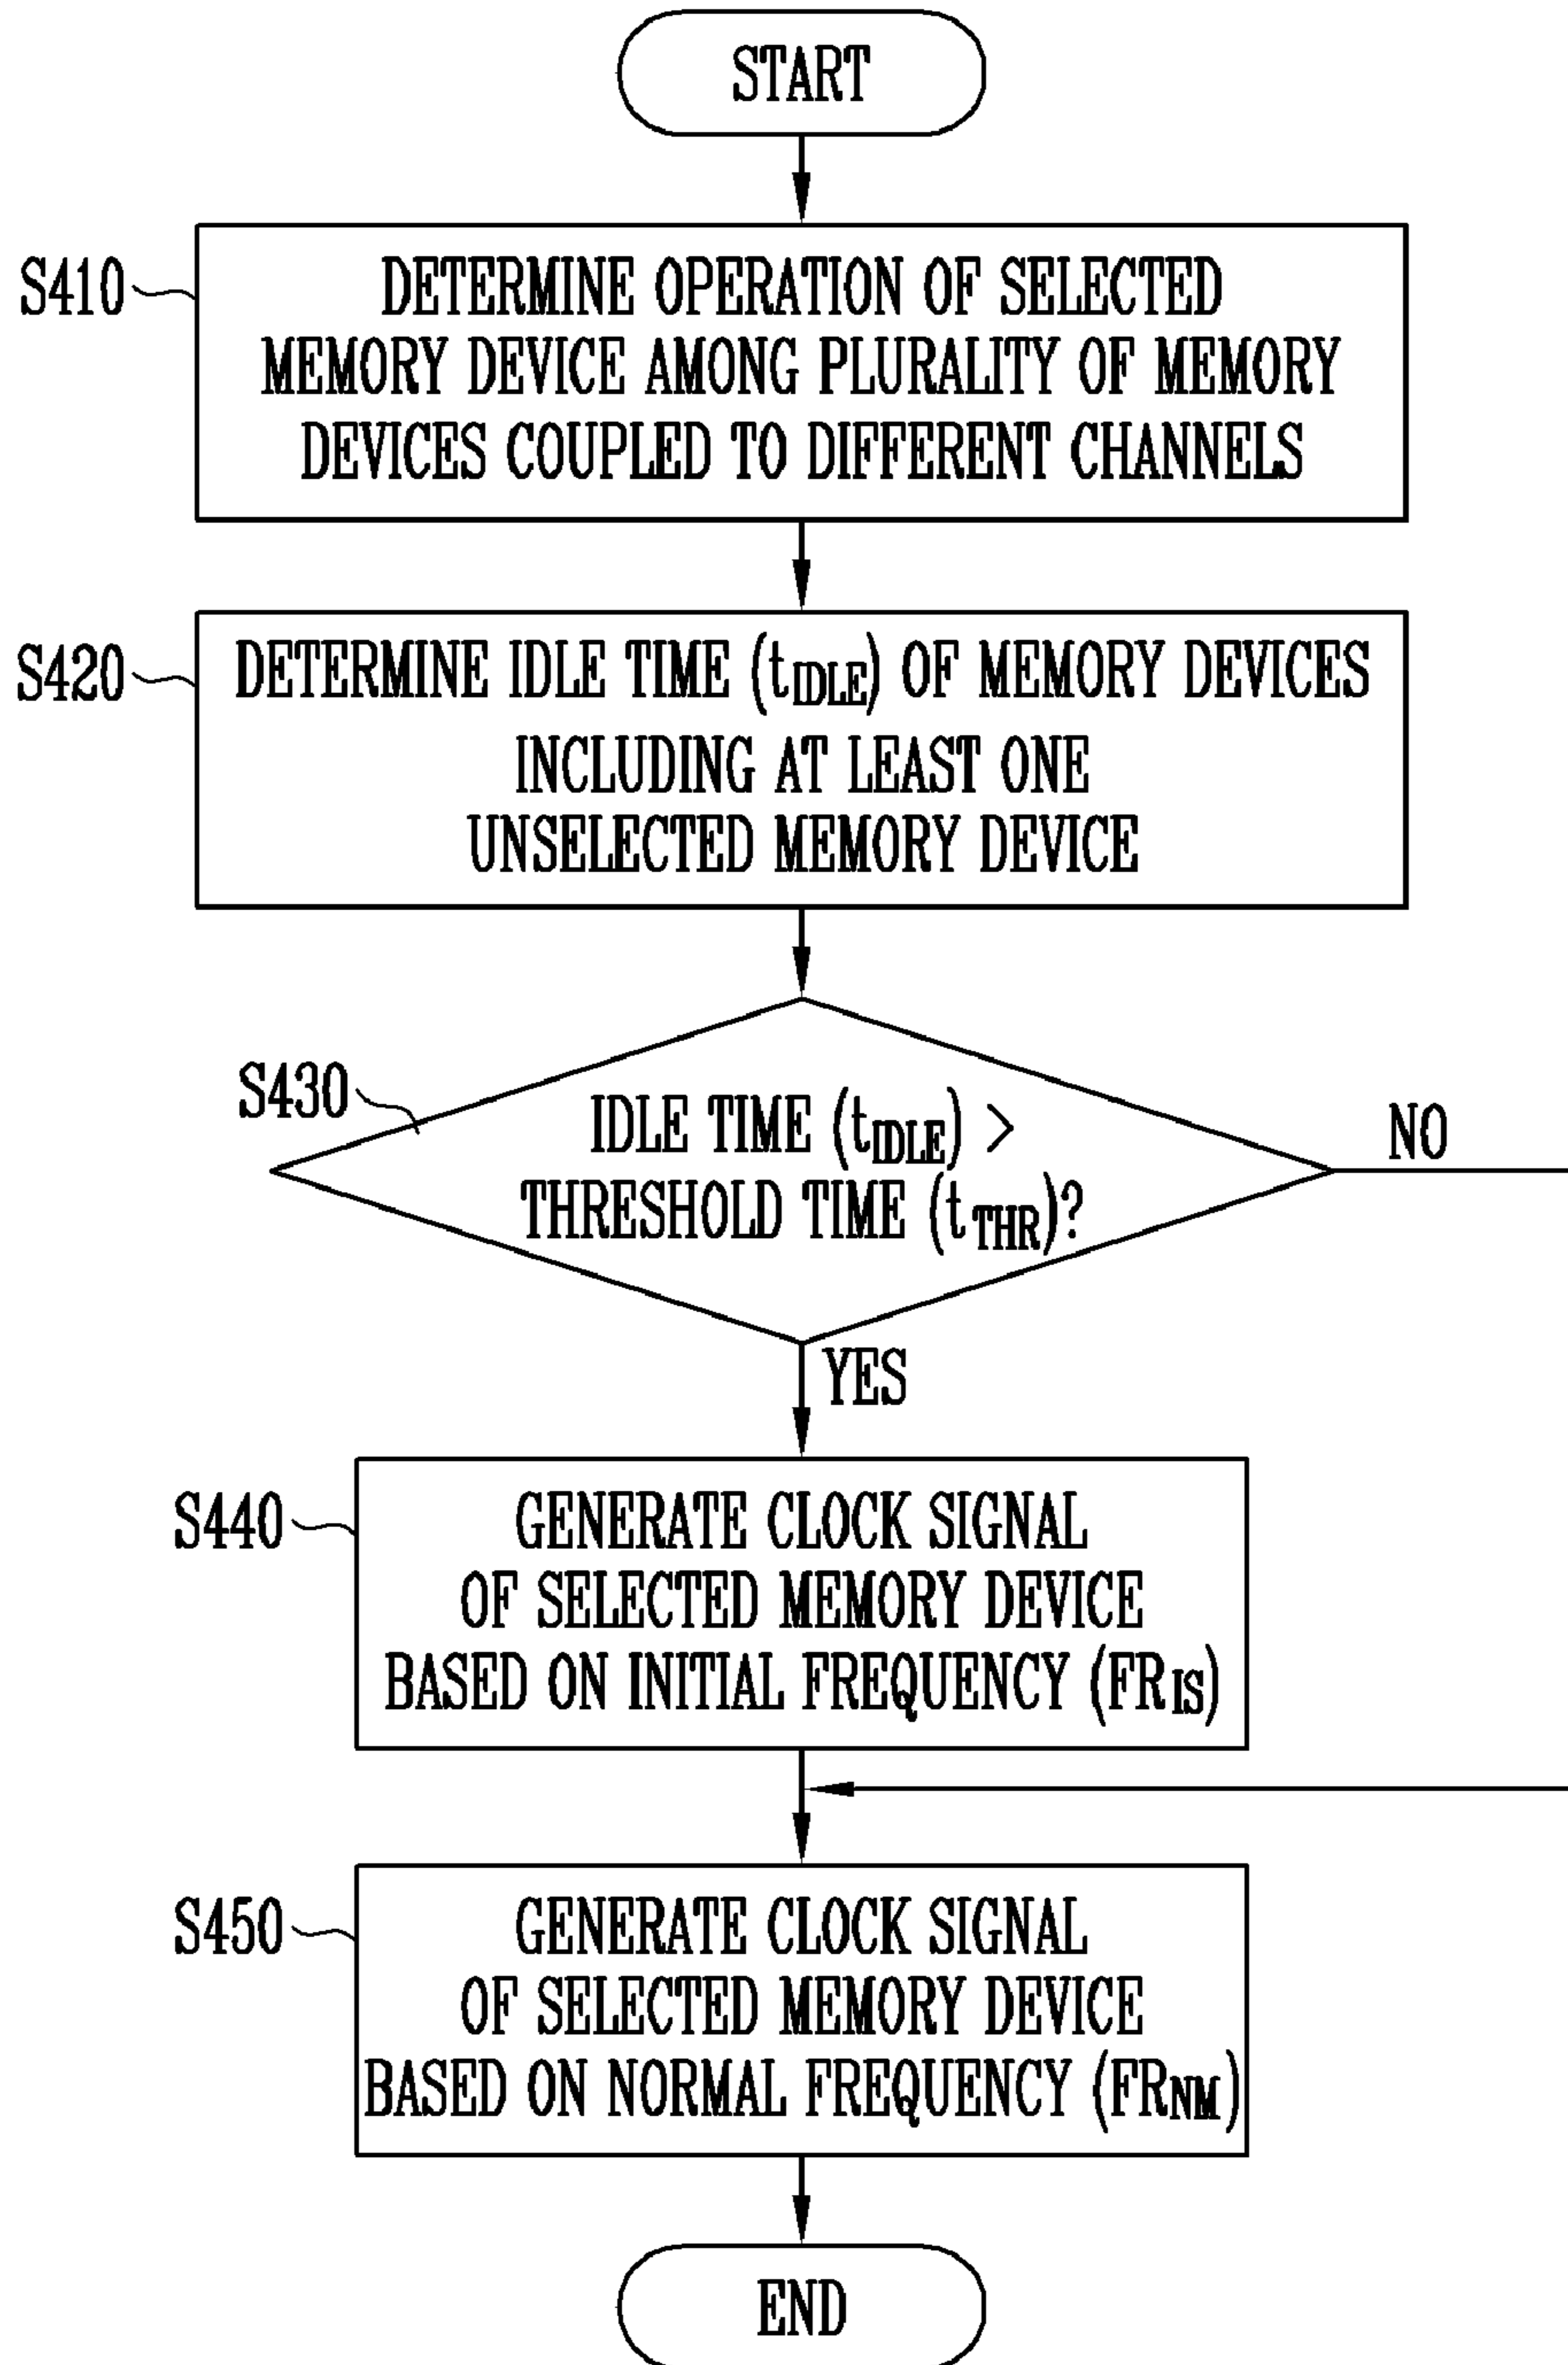 START
S410
DETERMINE OPERATION OF SELECTED
MEMORY DEVICE AMONG PLURALITY OF MEMORY
DEVICES COUPLED TO DIFFERENT CHANNELS
S420
DETERMINE IDLE TIME (tIDLE) OF MEMORY DEVICES
INCLUDING AT LEAST ONE
UNSELECTED MEMORY DEVICE
S430
IDLE TIME (tIDLE) >
THRESHOLD TIME (tTHR)?
NO
YES
S440
GENERATE CLOCK SIGNAL
OF SELECTED MEMORY DEVICE
BASED ON INITIAL FREQUENCY (FRIS)
S450
GENERATE CLOCK SIGNAL
OF SELECTED MEMORY DEVICE
BASED ON NORMAL FREQUENCY (FRNM)
END